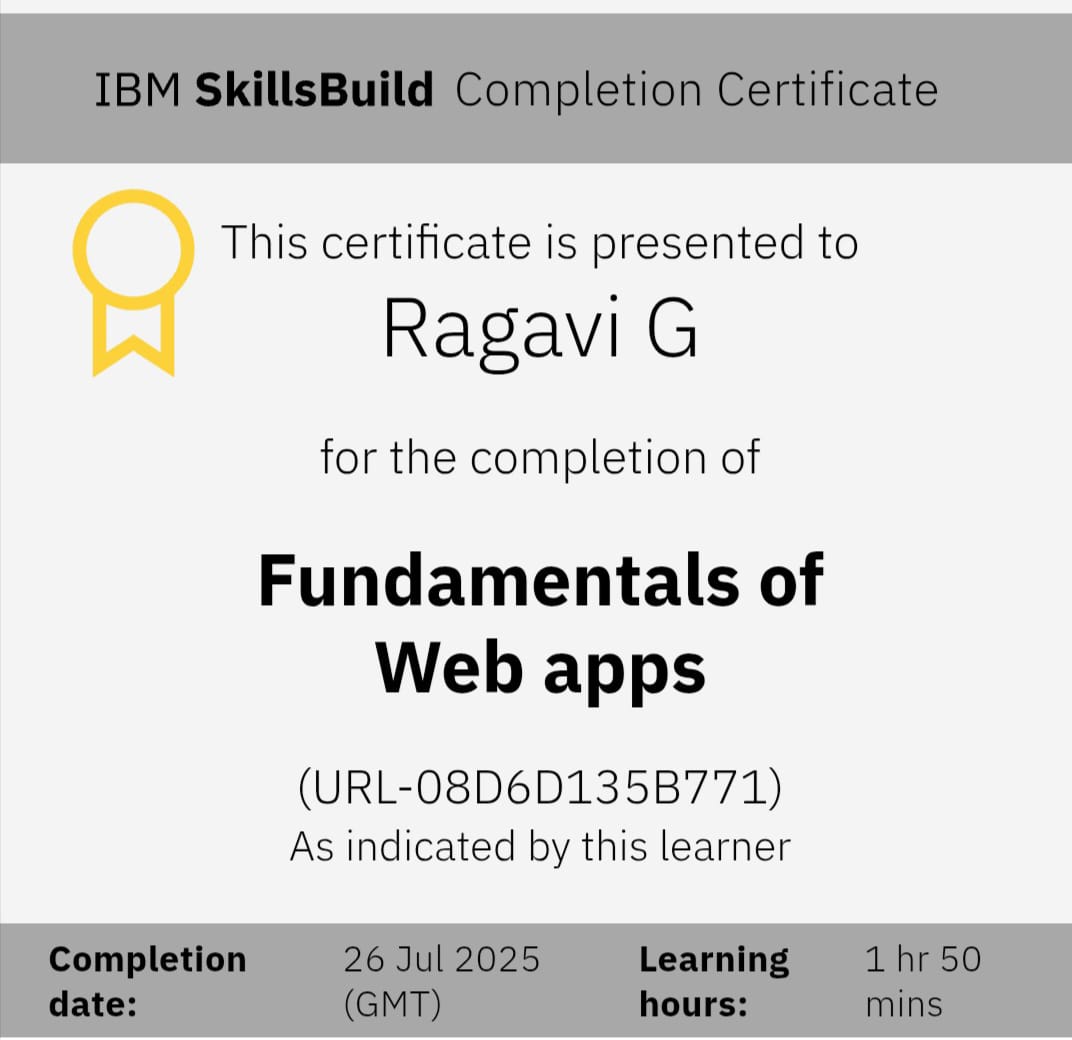 IBM SkillsBuild Completion Certificate
This certificate is presented to
Ragavi G
for the completion of
Fundamentals of
Web apps
(URL-08D6D135B771)
As indicated by this learner
Completion date: 26 Jul 2025 (GMT) Learning hours: 1 hr 50 mins